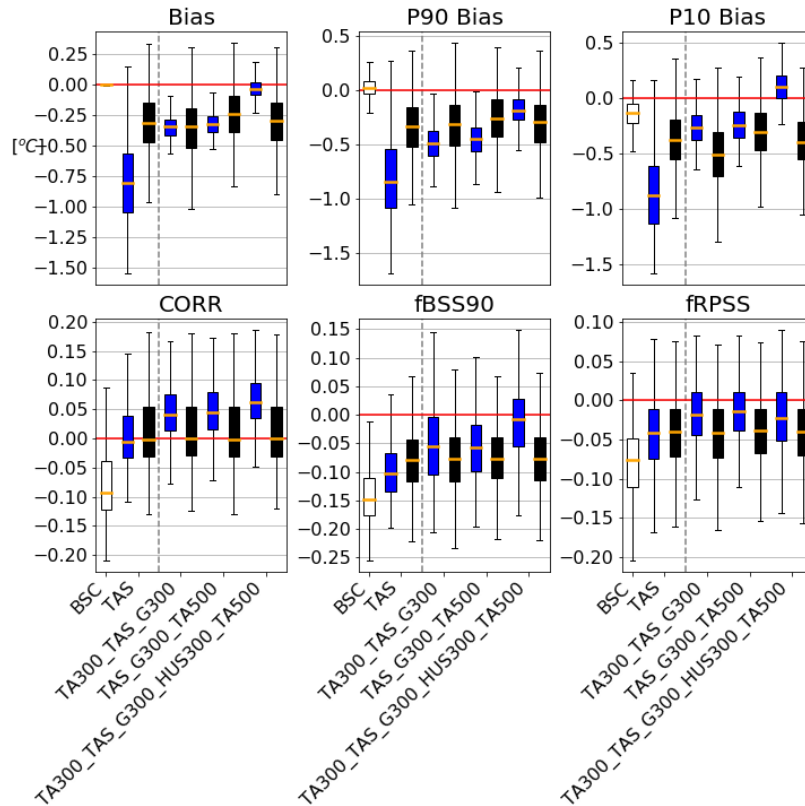 Bias
P90 Bias
P10 Bias
0.25
0.00
−0.25
−0.50
−0.75
−1.00
−1.25
−1.50
[°C]
0.5
0.0
−0.5
−1.0
−1.5
0.5
0.0
−0.5
−1.0
−1.5
CORR
fBSS90
fRPSS
0.20
0.15
0.10
0.05
0.00
−0.05
−0.10
−0.15
−0.20
0.15
0.10
0.05
0.00
−0.05
−0.10
−0.15
−0.20
−0.25
0.10
0.05
0.00
−0.05
−0.10
−0.15
−0.20
BSC
TAS
TA300_TAS_G300
TAS_G300_TA500
TA300_TAS_G300_HUS300_TA500
BSC
TAS
TA300_TAS_G300
TAS_G300_TA500
TA300_TAS_G300_HUS300_TA500
BSC
TAS
TA300_TAS_G300
TAS_G300_TA500
TA300_TAS_G300_HUS300_TA500